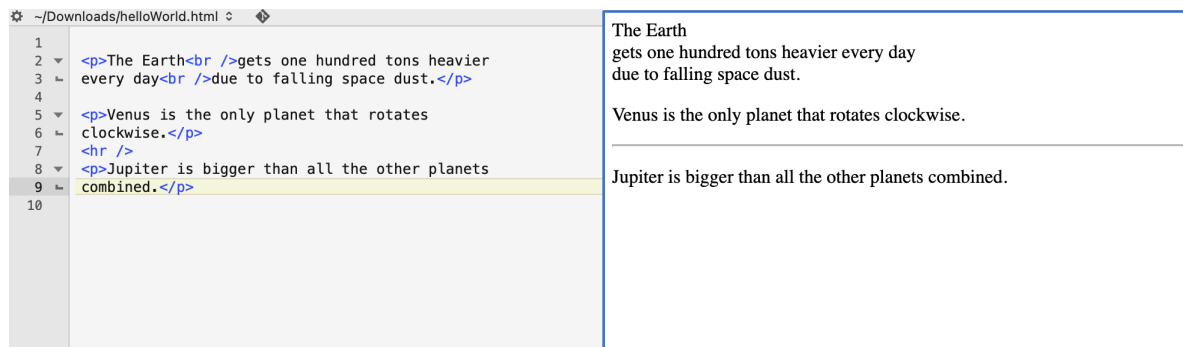 ~/Downloads/helloWorld.html
1
2 <p>The Earth<br />gets one hundred tons heavier
3 every day<br />due to falling space dust.</p>
4
5 <p>Venus is the only planet that rotates
6 clockwise.</p>
7 <hr />
8 <p>Jupiter is bigger than all the other planets
9 combined.</p>
10
The Earth
gets one hundred tons heavier every day
due to falling space dust.
Venus is the only planet that rotates clockwise.
Jupiter is bigger than all the other planets combined.